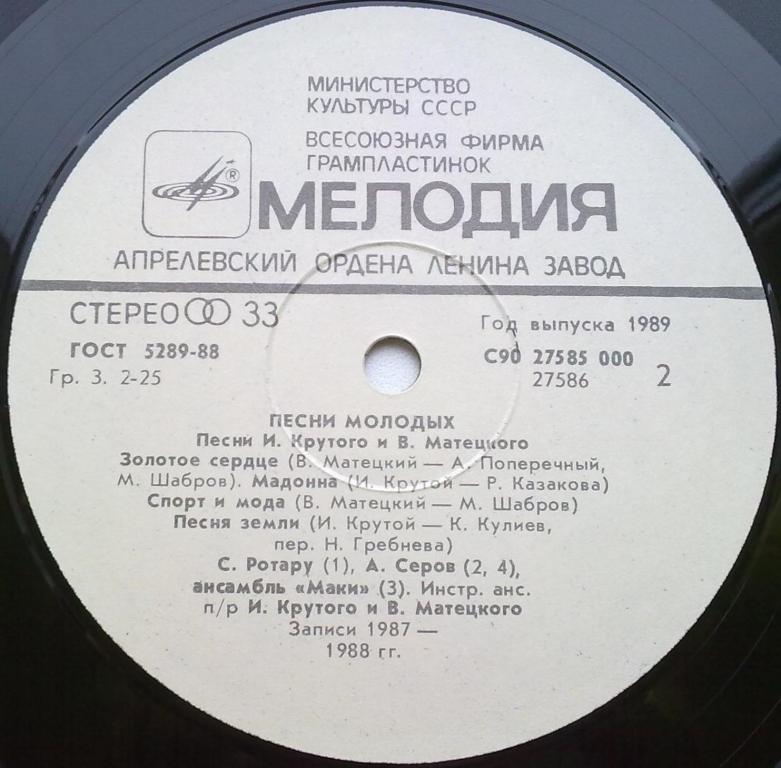 МИНИСТЕРСТВО
КУЛЬТУРЫ СССР
ВСЕСОЮЗНАЯ ФИРМА
ГРАМПЛАСТИНОК
®
МЕЛОДИЯ
АПРЕЛЕВСКИЙ ОРДЕНА ЛЕНИНА ЗАВОД
СТЕРЕО 33
Год выпуска 1989
ГОСТ 5289-88
С90 27585 000
Гр. 3. 2-25
27586 2
ПЕСНИ МОЛОДЫХ
Песни И. Крутого и В. Матецкого
Золотое сердце (В. Матецкий — А. Поперечный,
М. Шабров). Мадонна (И. Крутой — Р. Казакова)
Спорт и мода (В. Матецкий — М. Шабров)
Песня земли (И. Крутой — К. Кулиев,
пер. Н. Гребнева)
С. Ротару (1), А. Серов (2, 4),
ансамбль «Маки» (3). Инстр. анс.
п/р И. Крутого и В. Матецкого
Записи 1987 —
1988 гг.